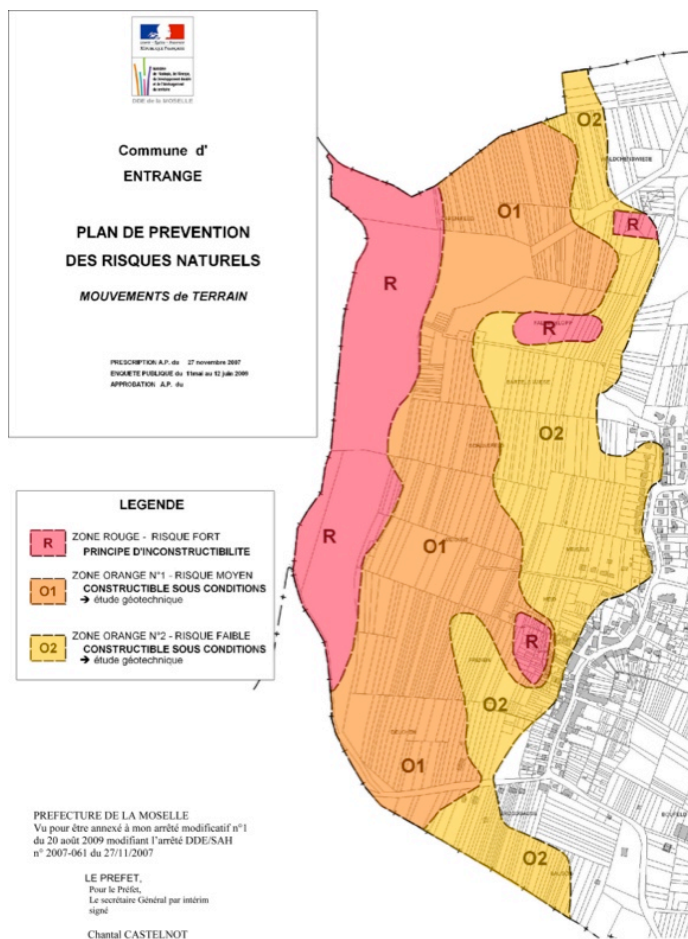 Liberté • Égalité • Fraternité
RÉPUBLIQUE FRANÇAISE
DDE de la MOSELLE
Commune d'
ENTRANGE
PLAN DE PREVENTION
DES RISQUES NATURELS
MOUVEMENTS de TERRAIN
PRESCRIPTION A.P. du 27 novembre 2007
ENQUETE PUBLIQUE du 11mai au 12 juin 2009
APPROBATION A.P. du
LEGENDE
R
ZONE ROUGE - RISQUE FORT
PRINCIPE D'INCONSTRUCTIBILITE
O1
ZONE ORANGE N°1 - RISQUE MOYEN
CONSTRUCTIBLE SOUS CONDITIONS
➔ étude géotechnique
O2
ZONE ORANGE N°2 - RISQUE FAIBLE
CONSTRUCTIBLE SOUS CONDITIONS
➔ étude géotechnique
PREFECTURE DE LA MOSELLE
Vu pour être annexé à mon arrêté modificatif n°1
du 20 août 2009 modifiant l'arrêté DDE/SAH
n° 2007-061 du 27/11/2007
LE PREFET,
Pour le Préfet,
Le secrétaire Général par intérim
signé
Chantal CASTELNOT
O2
O1
R
R
R
O2
R
O1
R
O2
O1
O2